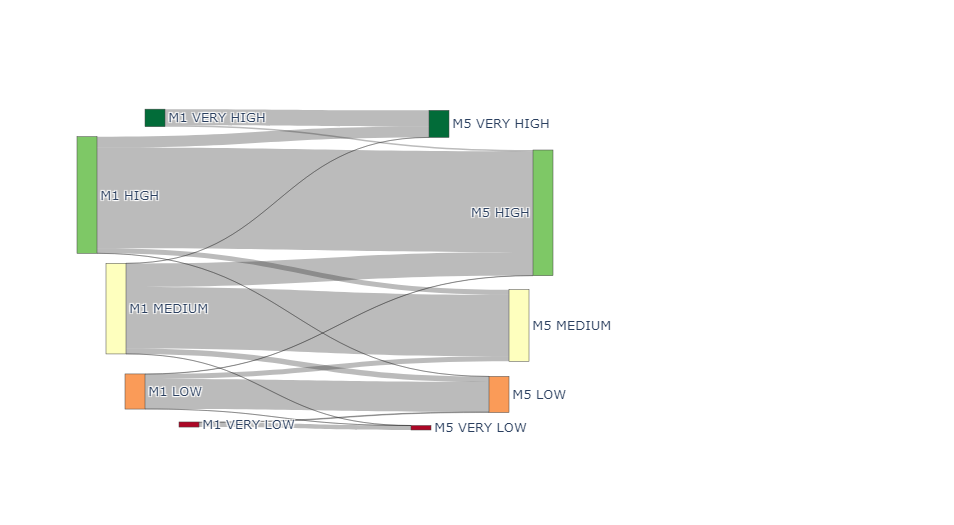 M1 VERY HIGH
M5 VERY HIGH
M1 HIGH
M5 HIGH
M1 MEDIUM
M5 MEDIUM
M1 LOW
M5 LOW
M1 VERY LOW
M5 VERY LOW